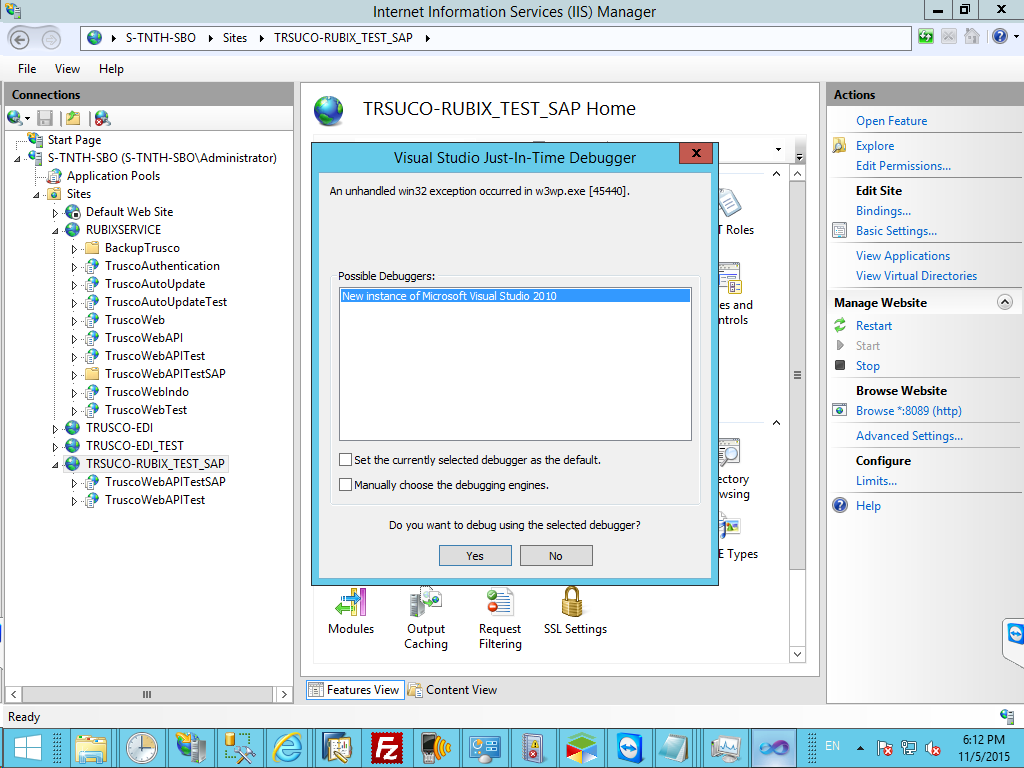 Internet Information Services (IIS) Manager
S-TNTH-SBO
Sites
TRSUCO-RUBIX_TEST_SAP
File View Help
Connections
Start Page
S-TNTH-SBO (S-TNTH-SBO\Administrator)
Application Pools
Sites
Default Web Site
RUBIXSERVICE
BackupTrusco
TruscoAuthentication
TruscoAutoUpdate
TruscoAutoUpdateTest
TruscoWeb
TruscoWebAPI
TruscoWebAPITest
TruscoWebAPITestSAP
TruscoWebIndo
TruscoWebTest
TRUSCO-EDI
TRUSCO-EDI_TEST
TRSUCO-RUBIX_TEST_SAP
TruscoWebAPITestSAP
TruscoWebAPITest
TRSUCO-RUBIX_TEST_SAP Home
Visual Studio Just-In-Time Debugger
An unhandled win32 exception occurred in w3wp.exe [45440].
Possible Debuggers:
New instance of Microsoft Visual Studio 2010
Set the currently selected debugger as the default.
Manually choose the debugging engines.
Do you want to debug using the selected debugger?
Yes No
T Roles
es and
ntrols
ectory
wsing
E Types
Modules
Output
Caching
Request
Filtering
SSL Settings
Features View
Content View
Actions
Open Feature
Explore
Edit Permissions...
Edit Site
Bindings...
Basic Settings...
View Applications
View Virtual Directories
Manage Website
Restart
Start
Stop
Browse Website
Browse *:8089 (http)
Advanced Settings...
Configure
Limits...
Help
Ready
EN
6:12 PM
11/5/2015